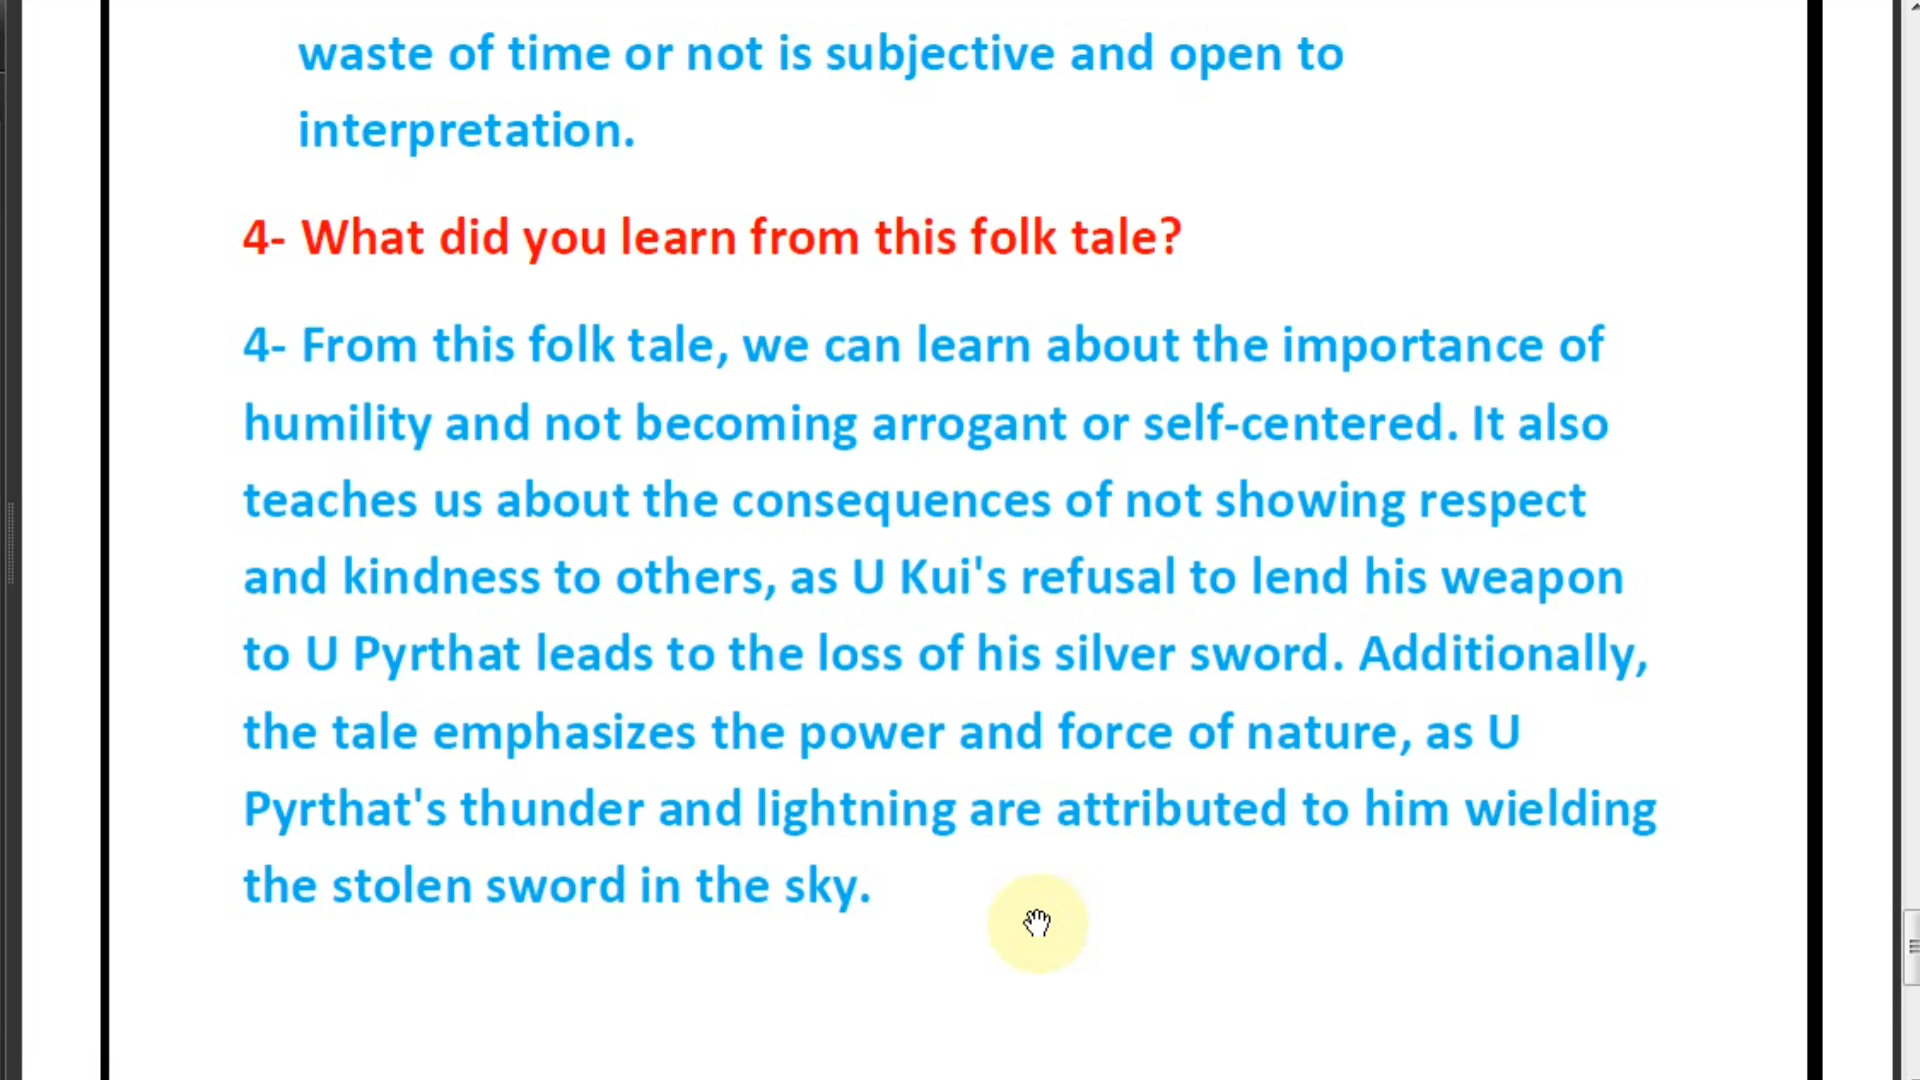 waste of time or not is subjective and open to
interpretation.
4- What did you learn from this folk tale?
4- From this folk tale, we can learn about the importance of
humility and not becoming arrogant or self-centered. It also
teaches us about the consequences of not showing respect
and kindness to others, as U Kui's refusal to lend his weapon
to U Pyrthat leads to the loss of his silver sword. Additionally,
the tale emphasizes the power and force of nature, as U
Pyrthat's thunder and lightning are attributed to him wielding
the stolen sword in the sky.